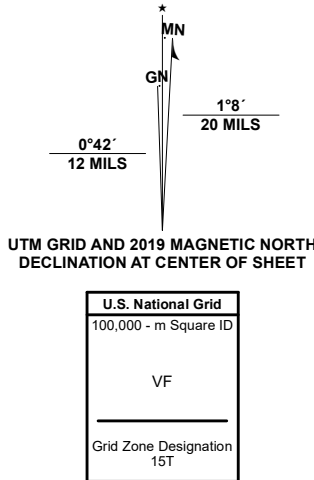 ★
MN
GN
1°8´
20 MILS
0°42´
12 MILS
UTM GRID AND 2019 MAGNETIC NORTH
DECLINATION AT CENTER OF SHEET
U.S. National Grid
100,000 - m Square ID
VF
Grid Zone Designation
15T